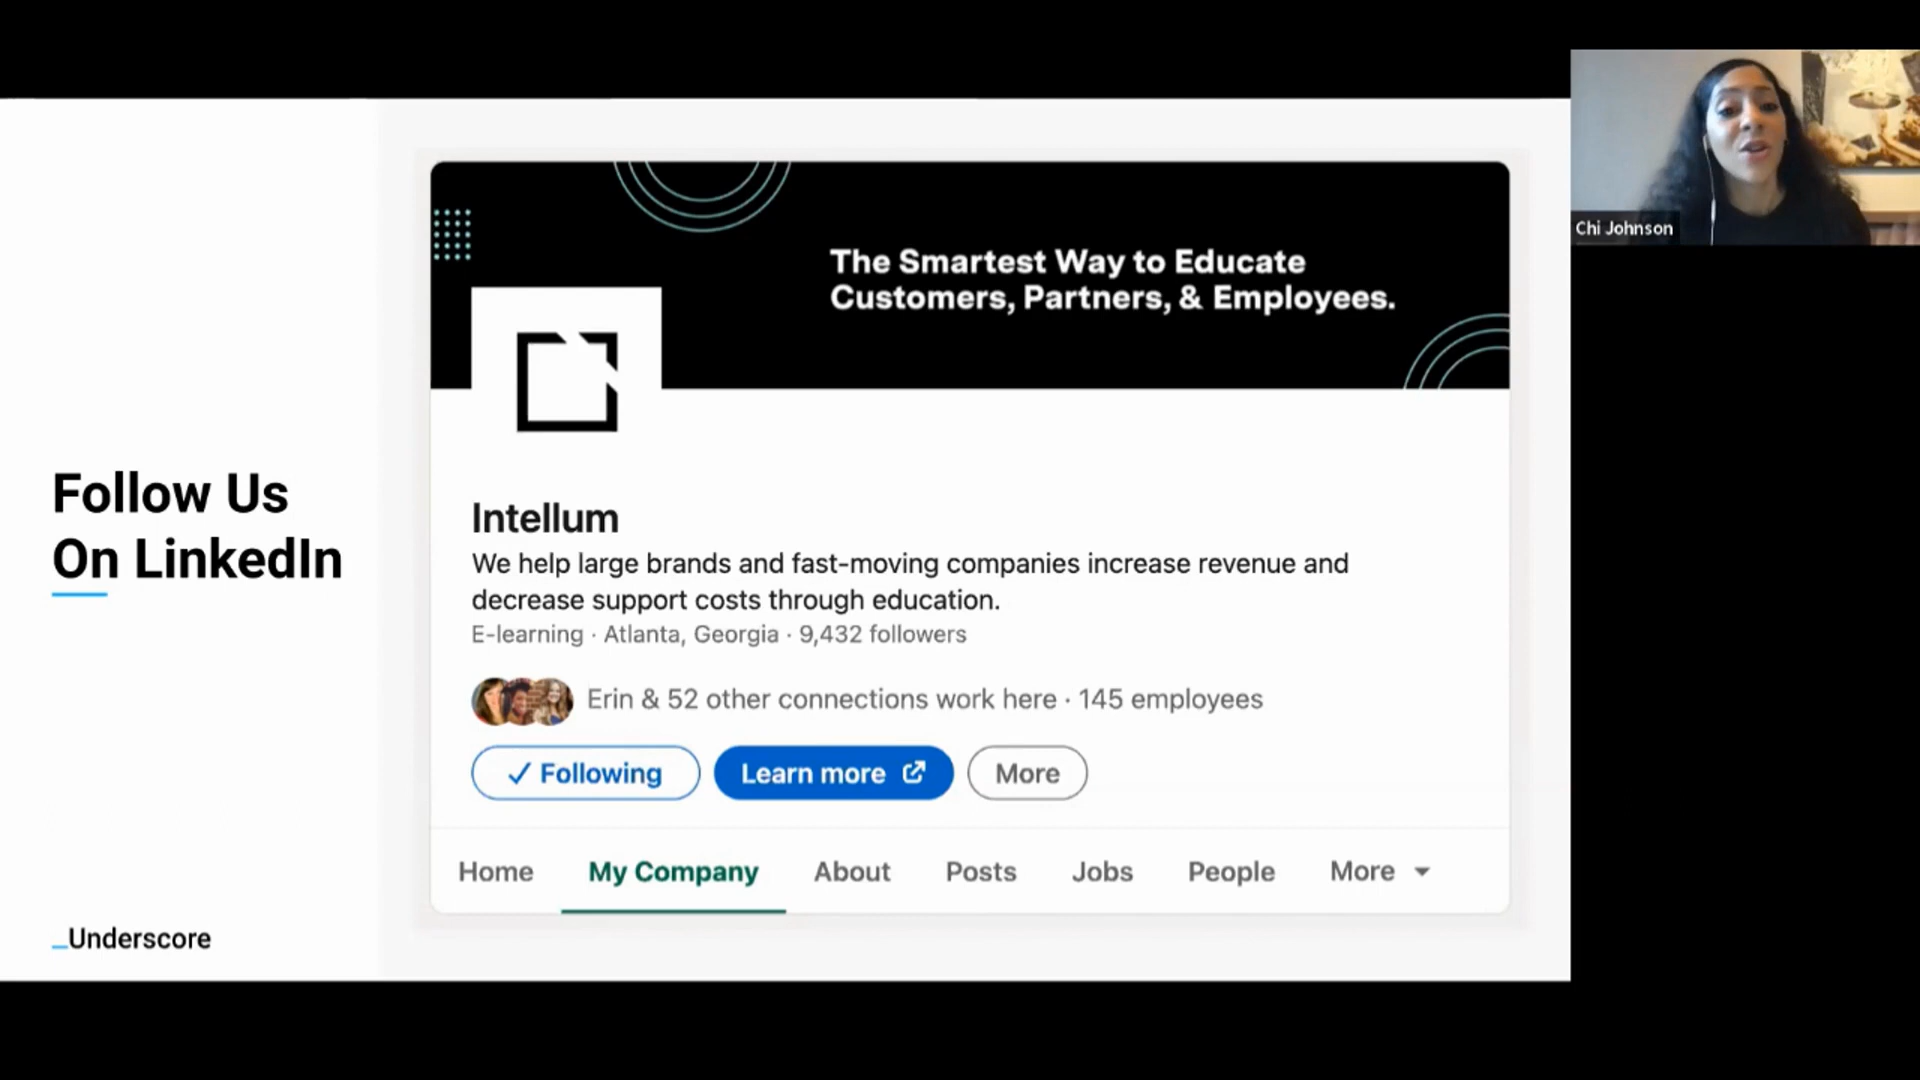 Follow Us
On LinkedIn
_Underscore
The Smartest Way to Educate
Customers, Partners, & Employees.
Intellum
We help large brands and fast-moving companies increase revenue and
decrease support costs through education.
E-learning · Atlanta, Georgia · 9,432 followers
Erin & 52 other connections work here · 145 employees
✓ Following Learn more More
Home My Company About Posts Jobs People More
Chi Johnson